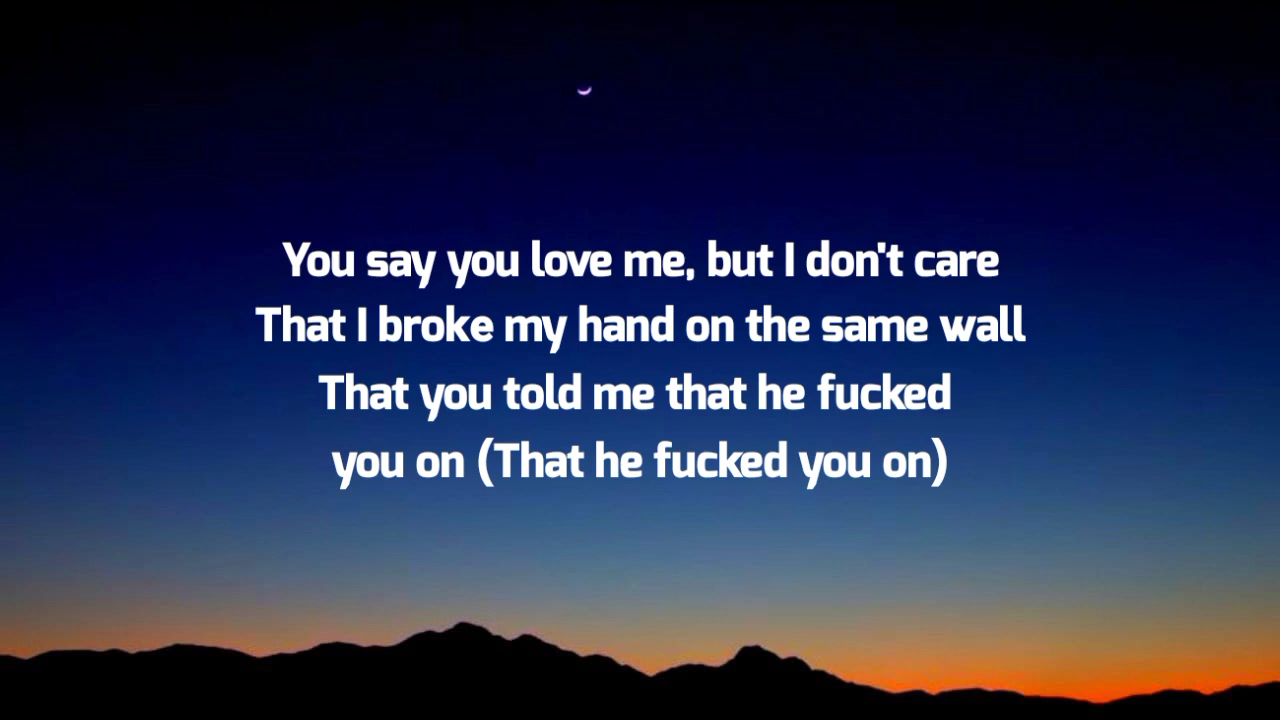 You say you love me, but I don't care
That I broke my hand on the same wall
That you told me that he fucked
you on (That he fucked you on)